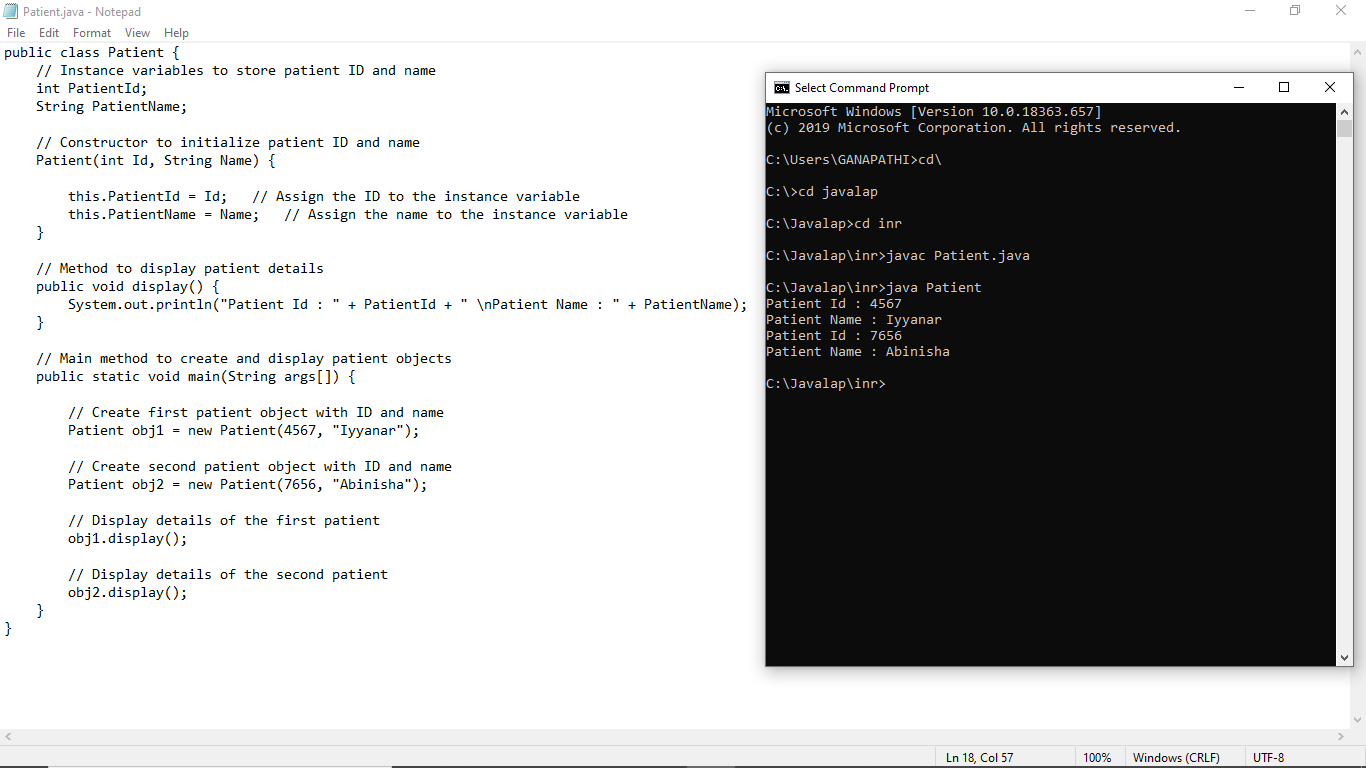 Patient.java - Notepad
File Edit Format View Help
public class Patient {
    // Instance variables to store patient ID and name
    int PatientId;
    String PatientName;

    // Constructor to initialize patient ID and name
    Patient(int Id, String Name) {

        this.PatientId = Id;   // Assign the ID to the instance variable
        this.PatientName = Name;   // Assign the name to the instance variable
    }

    // Method to display patient details
    public void display() {
        System.out.println("Patient Id : " + PatientId + " \nPatient Name : " + PatientName);
    }

    // Main method to create and display patient objects
    public static void main(String args[]) {

        // Create first patient object with ID and name
        Patient obj1 = new Patient(4567, "Iyyanar");

        // Create second patient object with ID and name
        Patient obj2 = new Patient(7656, "Abinisha");

        // Display details of the first patient
        obj1.display();

        // Display details of the second patient
        obj2.display();
    }
}
Select Command Prompt
Microsoft Windows [Version 10.0.18363.657]
(c) 2019 Microsoft Corporation. All rights reserved.

C:\Users\GANAPATHI>cd\

C:\>cd javalap

C:\Javalap>cd inr

C:\Javalap\inr>javac Patient.java

C:\Javalap\inr>java Patient
Patient Id : 4567
Patient Name : Iyyanar
Patient Id : 7656
Patient Name : Abinisha

C:\Javalap\inr>
Ln 18, Col 57 100% Windows (CRLF) UTF-8